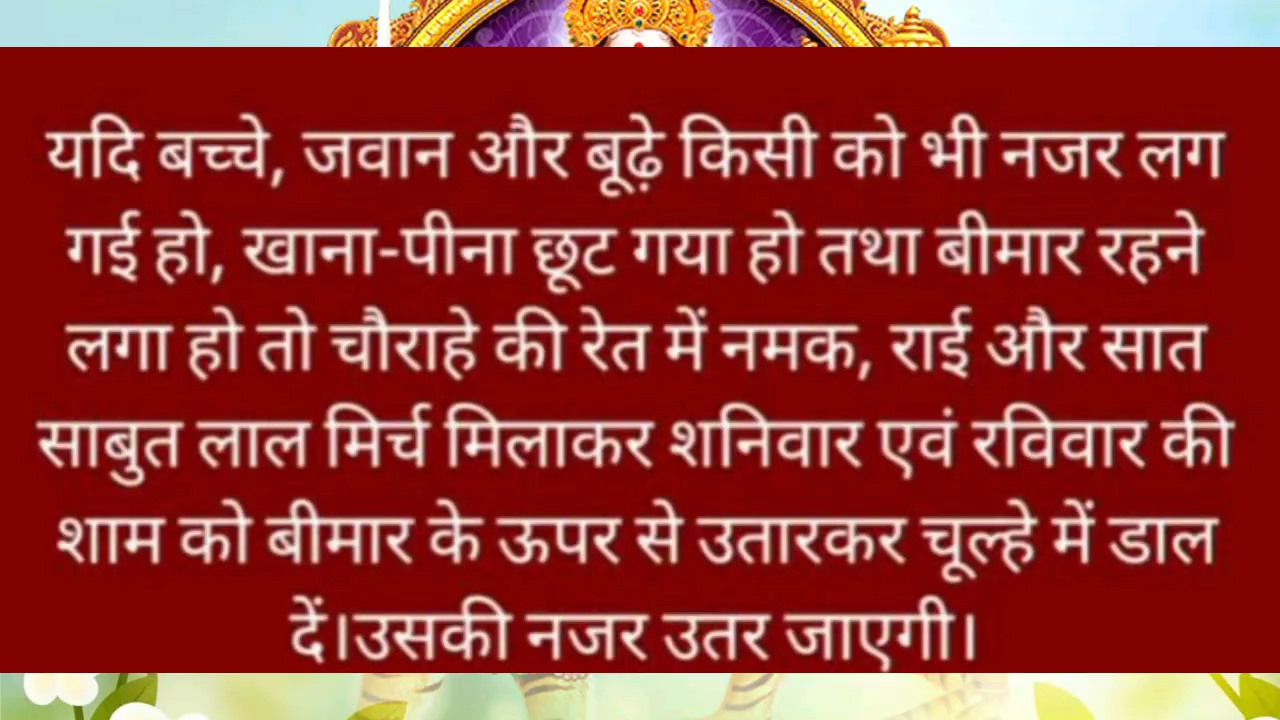 यदि बच्चे, जवान और बूढ़े किसी को भी नजर लग
गई हो, खाना-पीना छूट गया हो तथा बीमार रहने
लगा हो तो चौराहे की रेत में नमक, राई और सात
साबुत लाल मिर्च मिलाकर शनिवार एवं रविवार की
शाम को बीमार के ऊपर से उतारकर चूल्हे में डाल
दें।उसकी नजर उतर जाएगी।